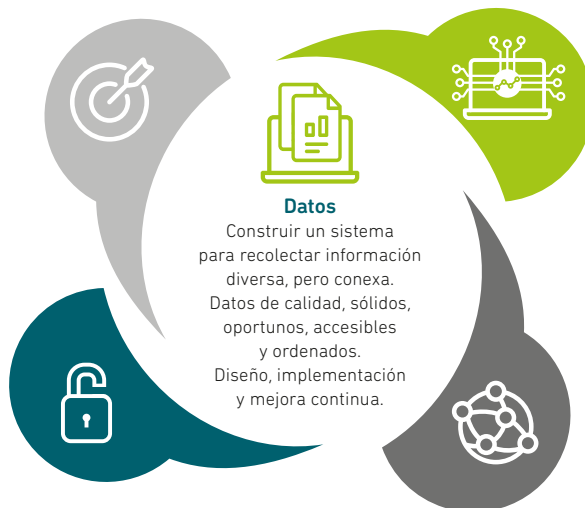 Datos
Construir un sistema
para recolectar información
diversa, pero conexa.
Datos de calidad, sólidos,
oportunos, accesibles
y ordenados.
Diseño, implementación
y mejora continua.